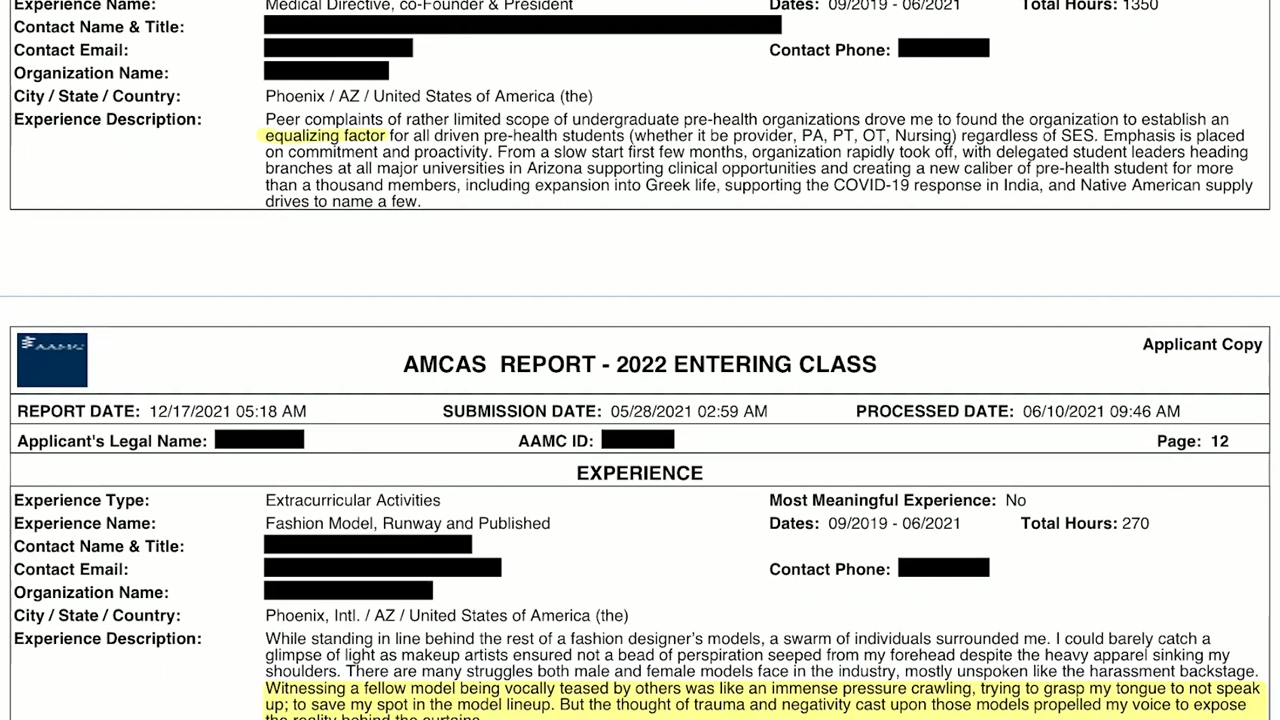 Experience Name: Medical Directive, co-Founder & President Dates: 09/2019 - 06/2021 Total Hours: 1350
Contact Name & Title:
Contact Email: Contact Phone:
Organization Name:
City / State / Country: Phoenix / AZ / United States of America (the)
Experience Description: Peer complaints of rather limited scope of undergraduate pre-health organizations drove me to found the organization to establish an
equalizing factor for all driven pre-health students (whether it be provider, PA, PT, OT, Nursing) regardless of SES. Emphasis is placed
on commitment and proactivity. From a slow start first few months, organization rapidly took off, with delegated student leaders heading
branches at all major universities in Arizona supporting clinical opportunities and creating a new caliber of pre-health student for more
than a thousand members, including expansion into Greek life, supporting the COVID-19 response in India, and Native American supply
drives to name a few.
AAMC
Applicant Copy
AMCAS REPORT - 2022 ENTERING CLASS
REPORT DATE: 12/17/2021 05:18 AM SUBMISSION DATE: 05/28/2021 02:59 AM PROCESSED DATE: 06/10/2021 09:46 AM
Applicant's Legal Name: AAMC ID: Page: 12
EXPERIENCE
Experience Type: Extracurricular Activities Most Meaningful Experience: No
Experience Name: Fashion Model, Runway and Published Dates: 09/2019 - 06/2021 Total Hours: 270
Contact Name & Title:
Contact Email: Contact Phone:
Organization Name:
City / State / Country: Phoenix, Intl. / AZ / United States of America (the)
Experience Description: While standing in line behind the rest of a fashion designer's models, a swarm of individuals surrounded me. I could barely catch a
glimpse of light as makeup artists ensured not a bead of perspiration seeped from my forehead despite the heavy apparel sinking my
shoulders. There are many struggles both male and female models face in the industry, mostly unspoken like the harassment backstage.
Witnessing a fellow model being vocally teased by others was like an immense pressure crawling, trying to grasp my tongue to not speak
up; to save my spot in the model lineup. But the thought of trauma and negativity cast upon those models propelled my voice to expose
the reality behind the curtains